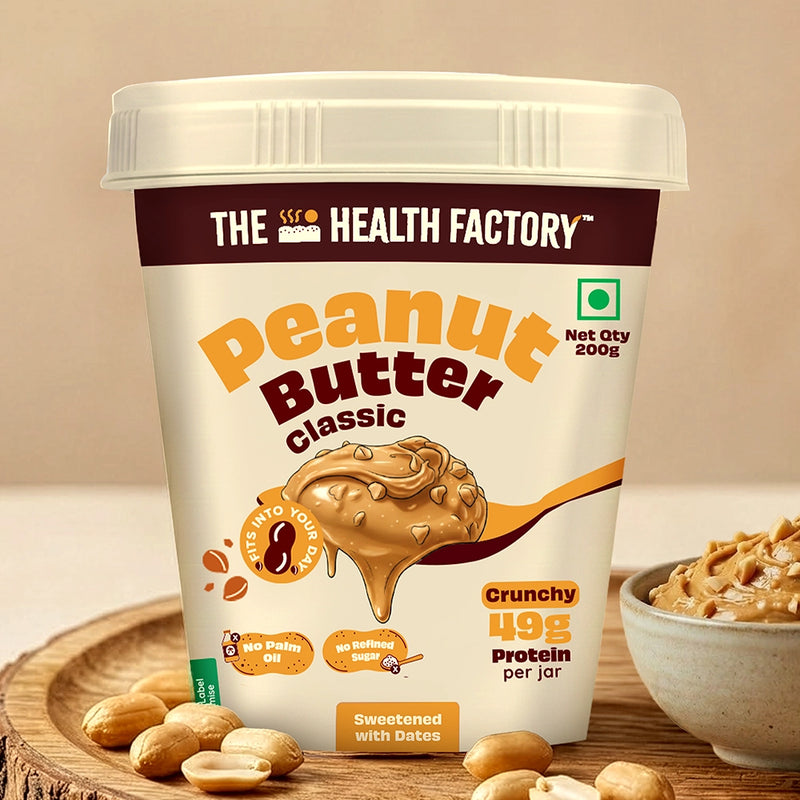 THE HEALTH FACTORY™
Peanut
Butter
Classic
Net Qty
200g
FITS INTO YOUR DAY
Crunchy
49g
Protein
per jar
No Palm
Oil
No Refined
Sugar
Label
Sweetened
with Dates